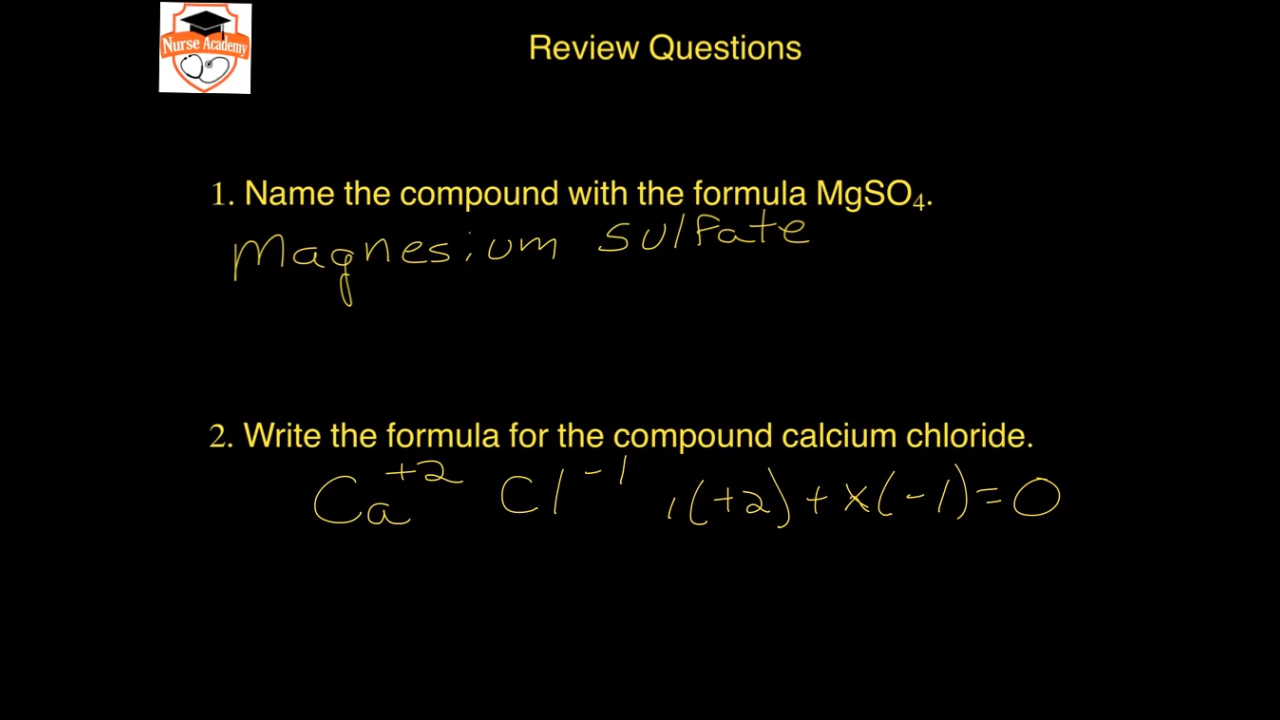 Nurse Academy
Review Questions
1. Name the compound with the formula MgSO₄.
Magnesium sulfate
2. Write the formula for the compound calcium chloride.
Ca⁺² Cl⁻¹ 1(+2) + x(-1) = 0